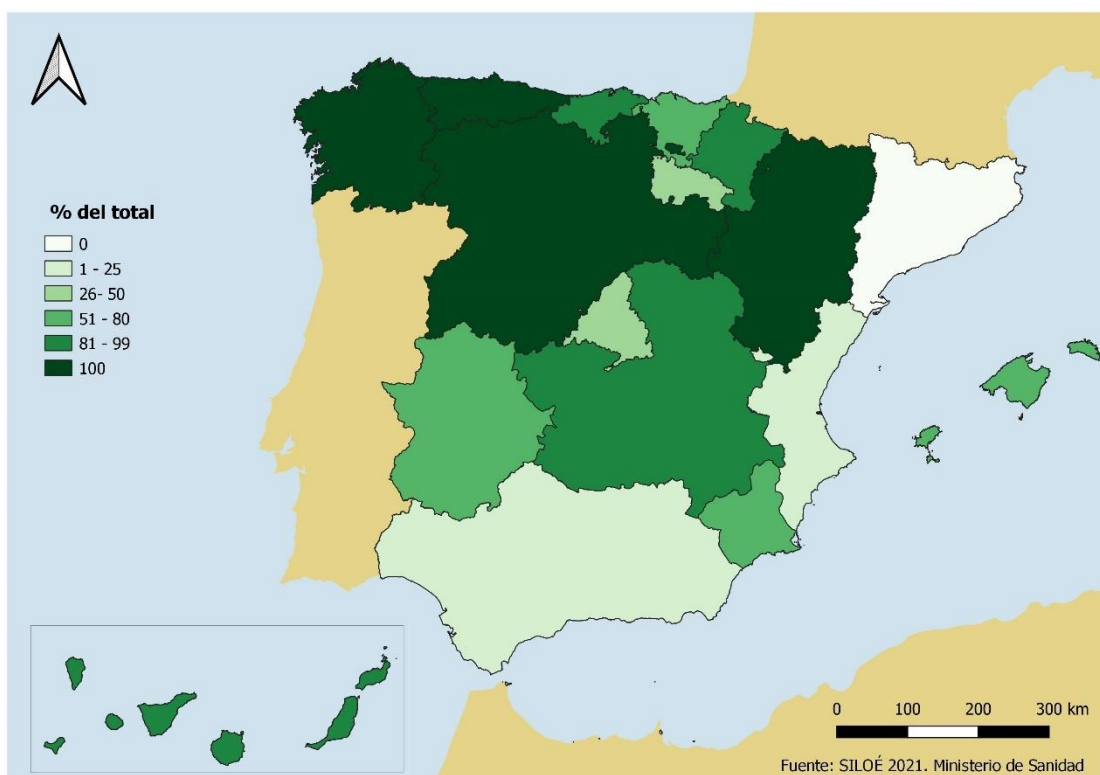 % del total
0
1 - 25
26- 50
51 - 80
81 - 99
100
0 100 200 300 km
Fuente: SILOÉ 2021. Ministerio de Sanidad